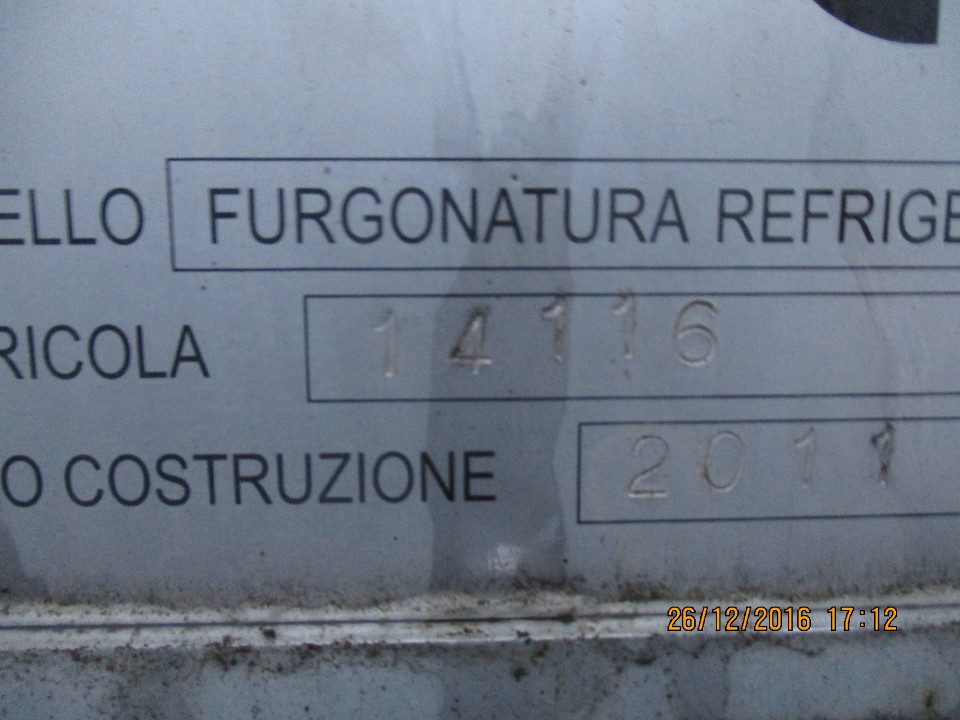 ELLO FURGONATURA REFRIGE
RICOLA 14116
O COSTRUZIONE 2011
26/12/2016 17:12